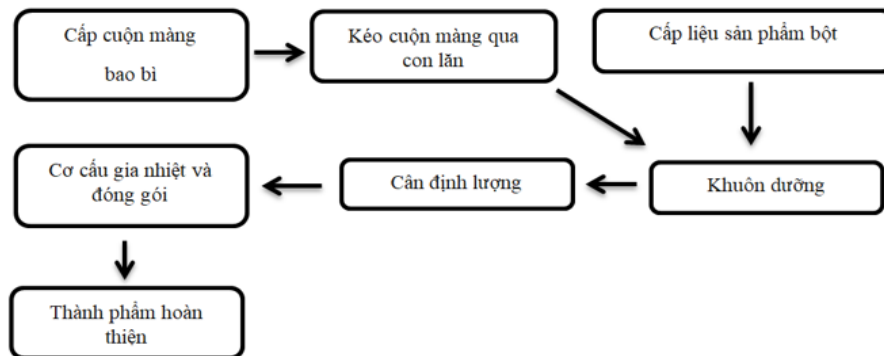 Cấp cuộn màng
bao bì
Kéo cuộn màng qua
con lăn
Cấp liệu sản phẩm bột
Cơ cấu gia nhiệt và
đóng gói
Cân định lượng
Khuôn dưỡng
Thành phẩm hoàn
thiện